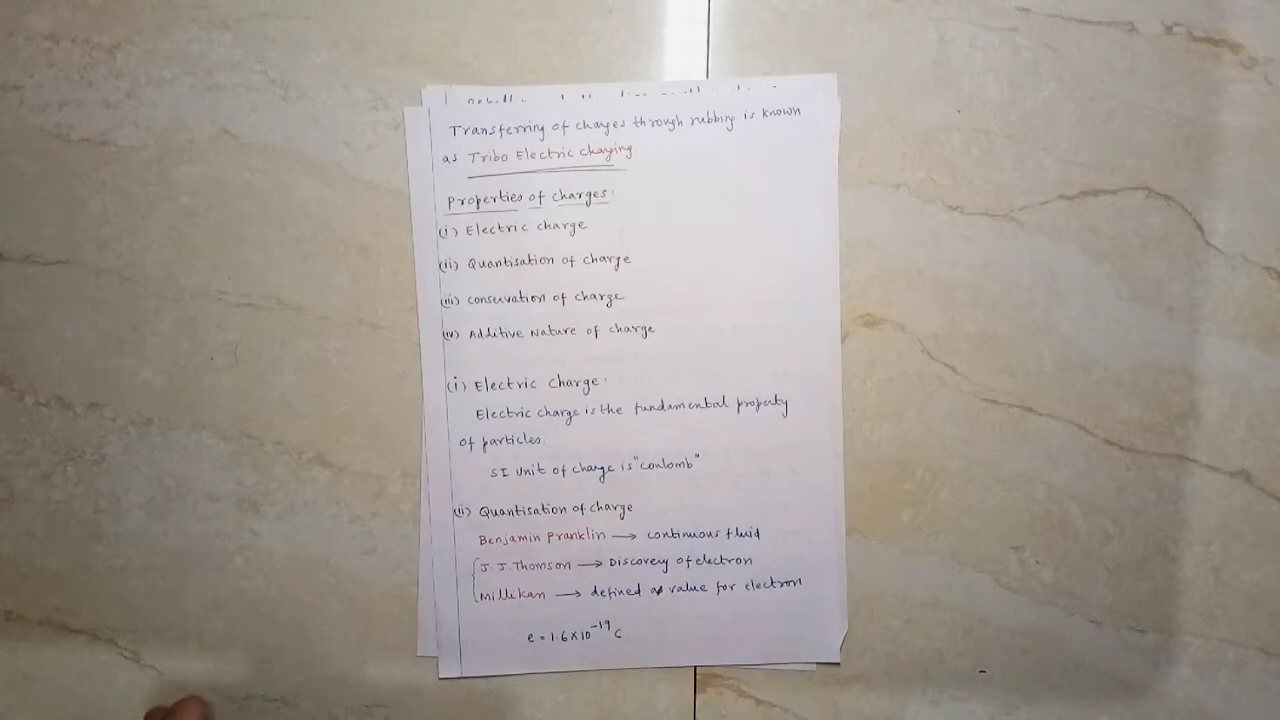 Transferring of charges through rubbing is known
as Tribo Electric charging
Properties of charges:
(i) Electric charge
(ii) Quantisation of charge
(iii) conservation of charge
(iv) Additive Nature of charge
(i) Electric charge:
Electric charge is the fundamental property
of particles.
SI unit of charge is "coulomb"
(ii) Quantisation of charge
Benjamin Franklin → continuous fluid
J.J. Thomson → Discovery of electron
Millikan → defined value for electron
e = 1.6×10⁻¹⁹ C